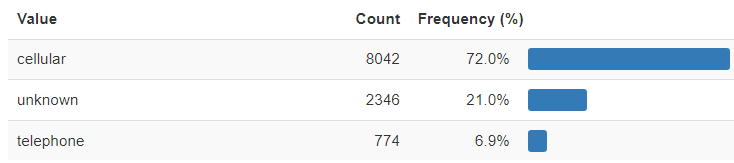 Value Count Frequency (%)
cellular 8042 72.0%
unknown 2346 21.0%
telephone 774 6.9%